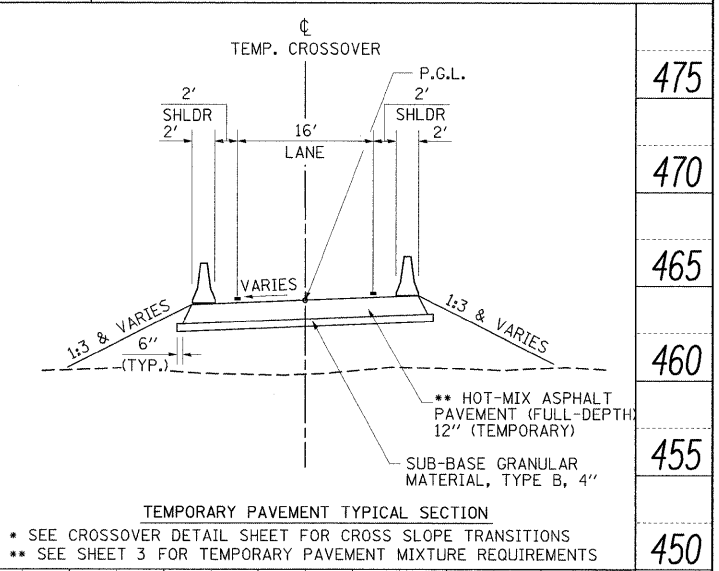 ℄
TEMP. CROSSOVER
P.G.L.
2'
SHLDR
2'
16'
LANE
2'
SHLDR
2'
VARIES
1:3 & VARIES
1:3 & VARIES
6"
(TYP.)
** HOT-MIX ASPHALT
PAVEMENT (FULL-DEPTH)
12" (TEMPORARY)
SUB-BASE GRANULAR
MATERIAL, TYPE B, 4"
TEMPORARY PAVEMENT TYPICAL SECTION
* SEE CROSSOVER DETAIL SHEET FOR CROSS SLOPE TRANSITIONS
** SEE SHEET 3 FOR TEMPORARY PAVEMENT MIXTURE REQUIREMENTS
475
470
465
460
455
450